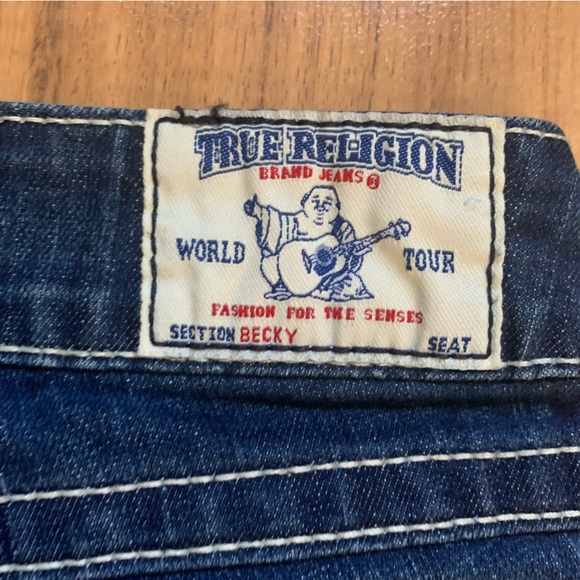 TRUE RELIGION
BRAND JEANS ®
WORLD TOUR
FASHION FOR THE SENSES
SECTION BECKY SEAT